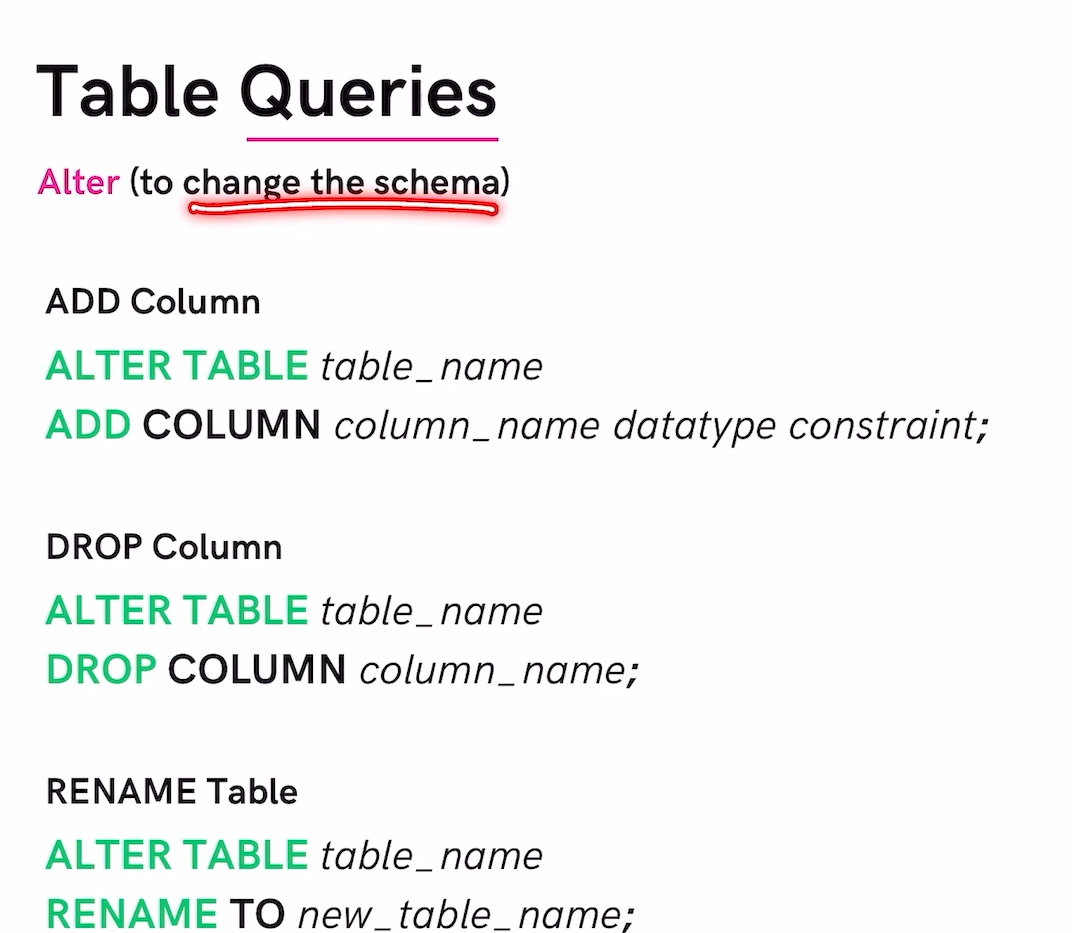 Table Queries
Alter (to change the schema)
ADD Column
ALTER TABLE table_name
ADD COLUMN column_name datatype constraint;
DROP Column
ALTER TABLE table_name
DROP COLUMN column_name;
RENAME Table
ALTER TABLE table_name
RENAME TO new_table_name;